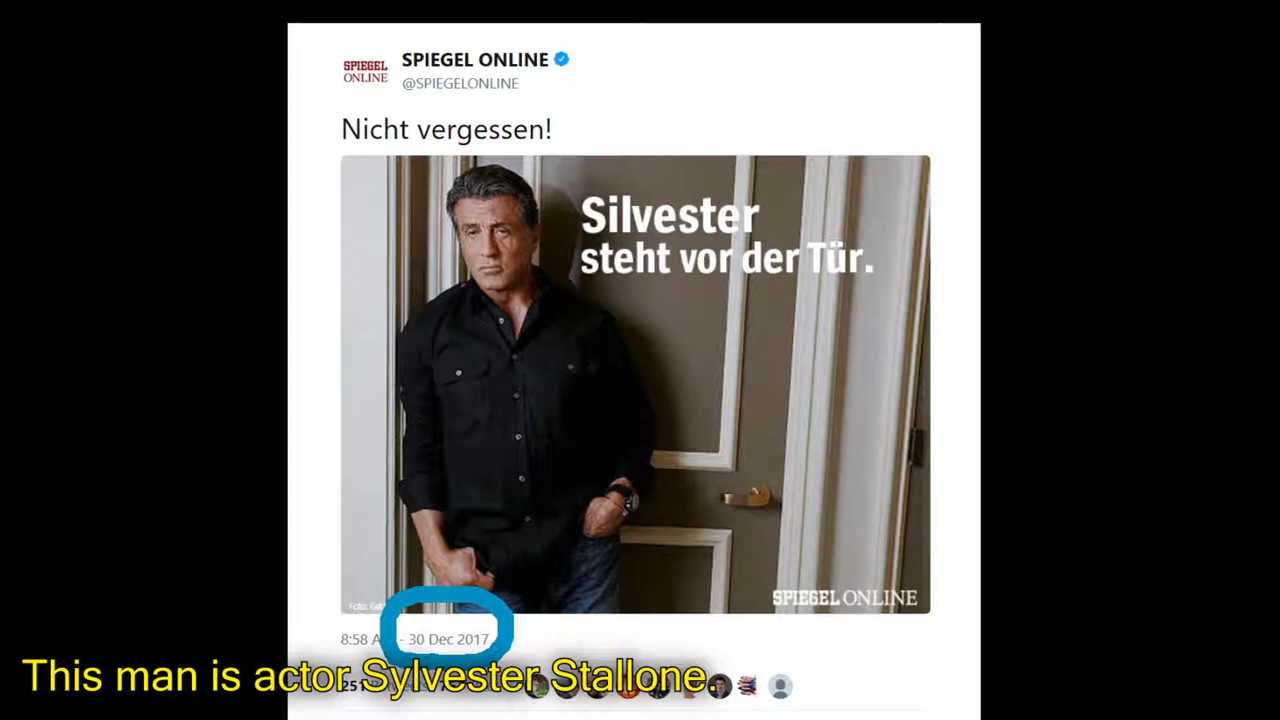 SPIEGEL
ONLINE
SPIEGEL ONLINE
@SPIEGELONLINE
Nicht vergessen!
Silvester
steht vor der Tür.
Foto:
SPIEGEL ONLINE
8:58 - 30 Dec 2017
This man is actor Sylvester Stallone.